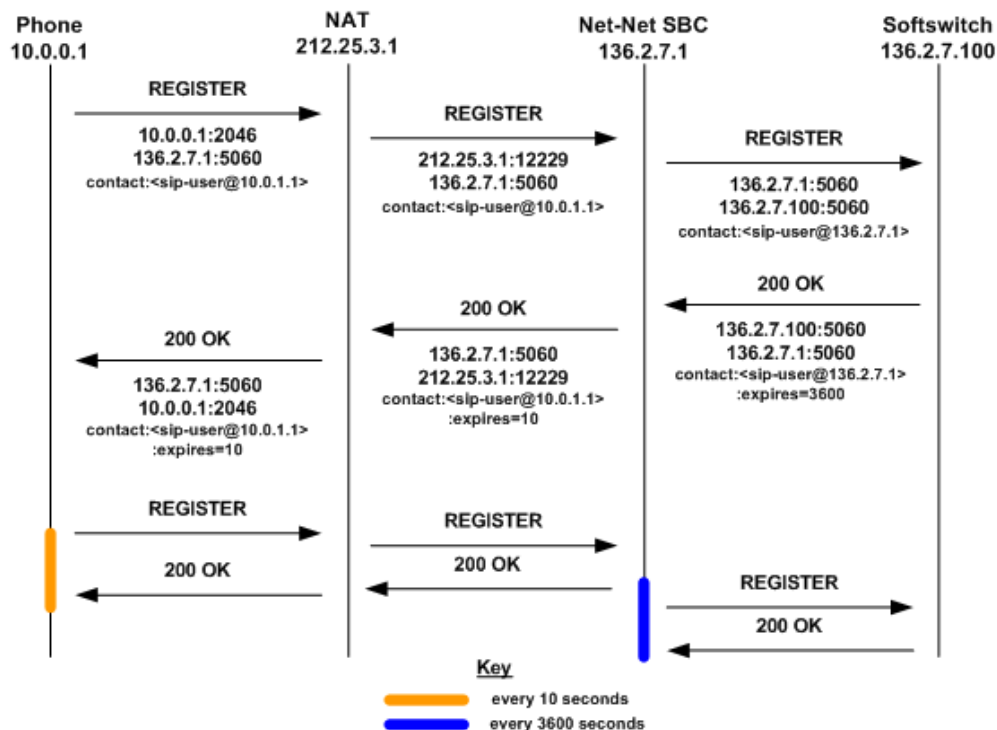 Phone
10.0.0.1
NAT
212.25.3.1
Net-Net SBC
136.2.7.1
Softswitch
136.2.7.100
REGISTER
10.0.0.1:2046
136.2.7.1:5060
contact:<sip-user@10.0.1.1>
REGISTER
212.25.3.1:12229
136.2.7.1:5060
contact:<sip-user@10.0.1.1>
REGISTER
136.2.7.1:5060
136.2.7.100:5060
contact:<sip-user@136.2.7.1>
200 OK
136.2.7.100:5060
136.2.7.1:5060
contact:<sip-user@136.2.7.1>
:expires=3600
200 OK
136.2.7.1:5060
212.25.3.1:12229
contact:<sip-user@10.0.1.1>
:expires=10
200 OK
136.2.7.1:5060
10.0.0.1:2046
contact:<sip-user@10.0.1.1>
:expires=10
REGISTER
REGISTER
200 OK
200 OK
REGISTER
200 OK
Key
every 10 seconds
every 3600 seconds